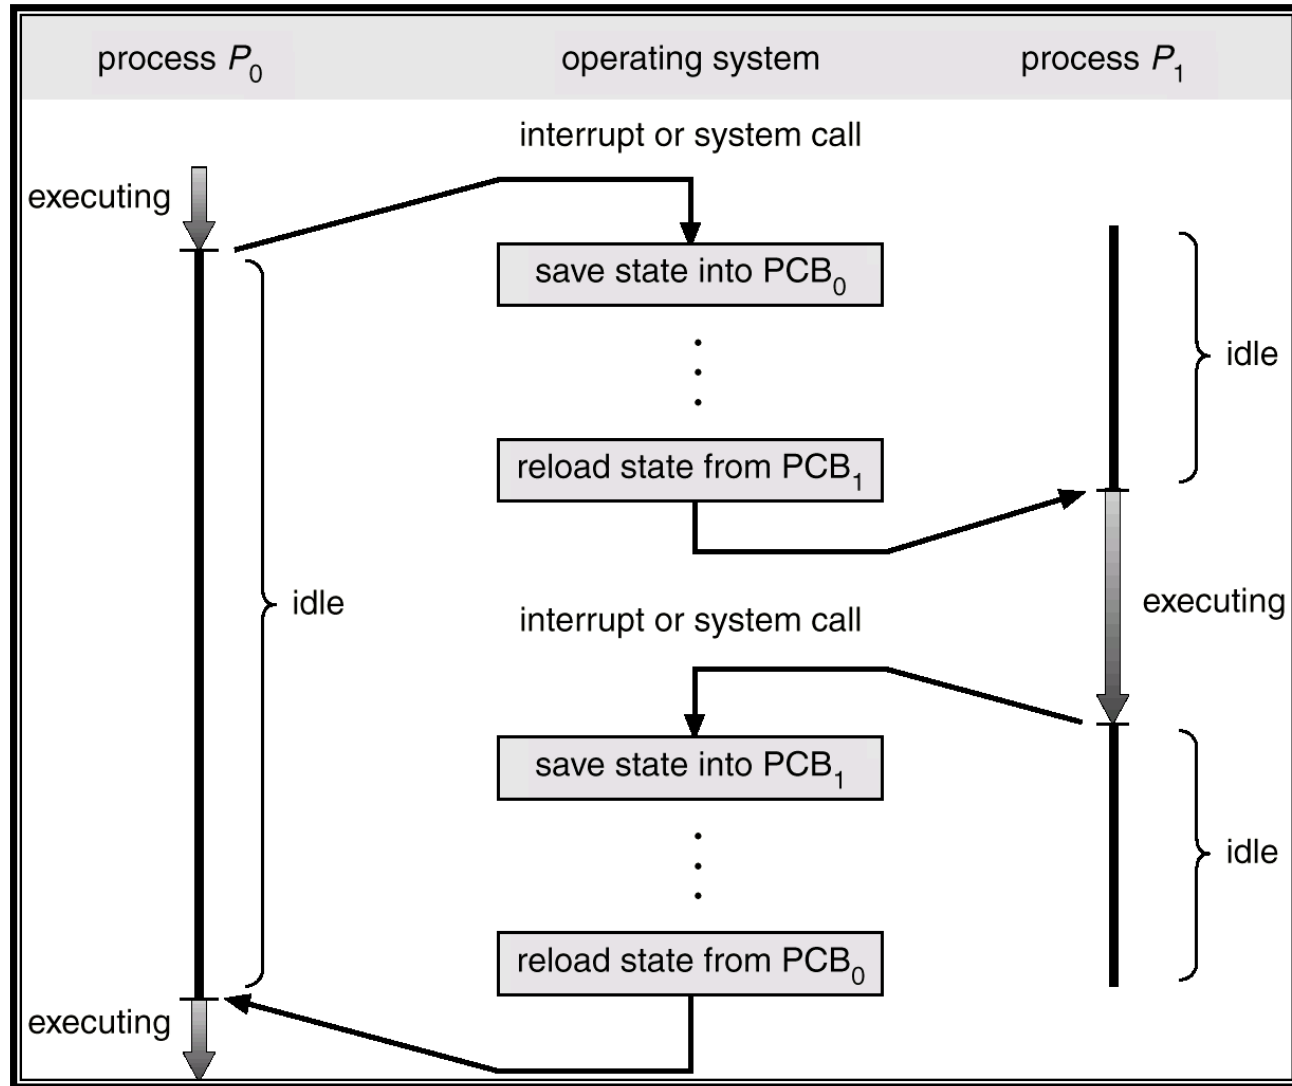 process P0
operating system
process P1
interrupt or system call
executing
save state into PCB0
idle
reload state from PCB1
idle
executing
interrupt or system call
save state into PCB1
idle
reload state from PCB0
executing